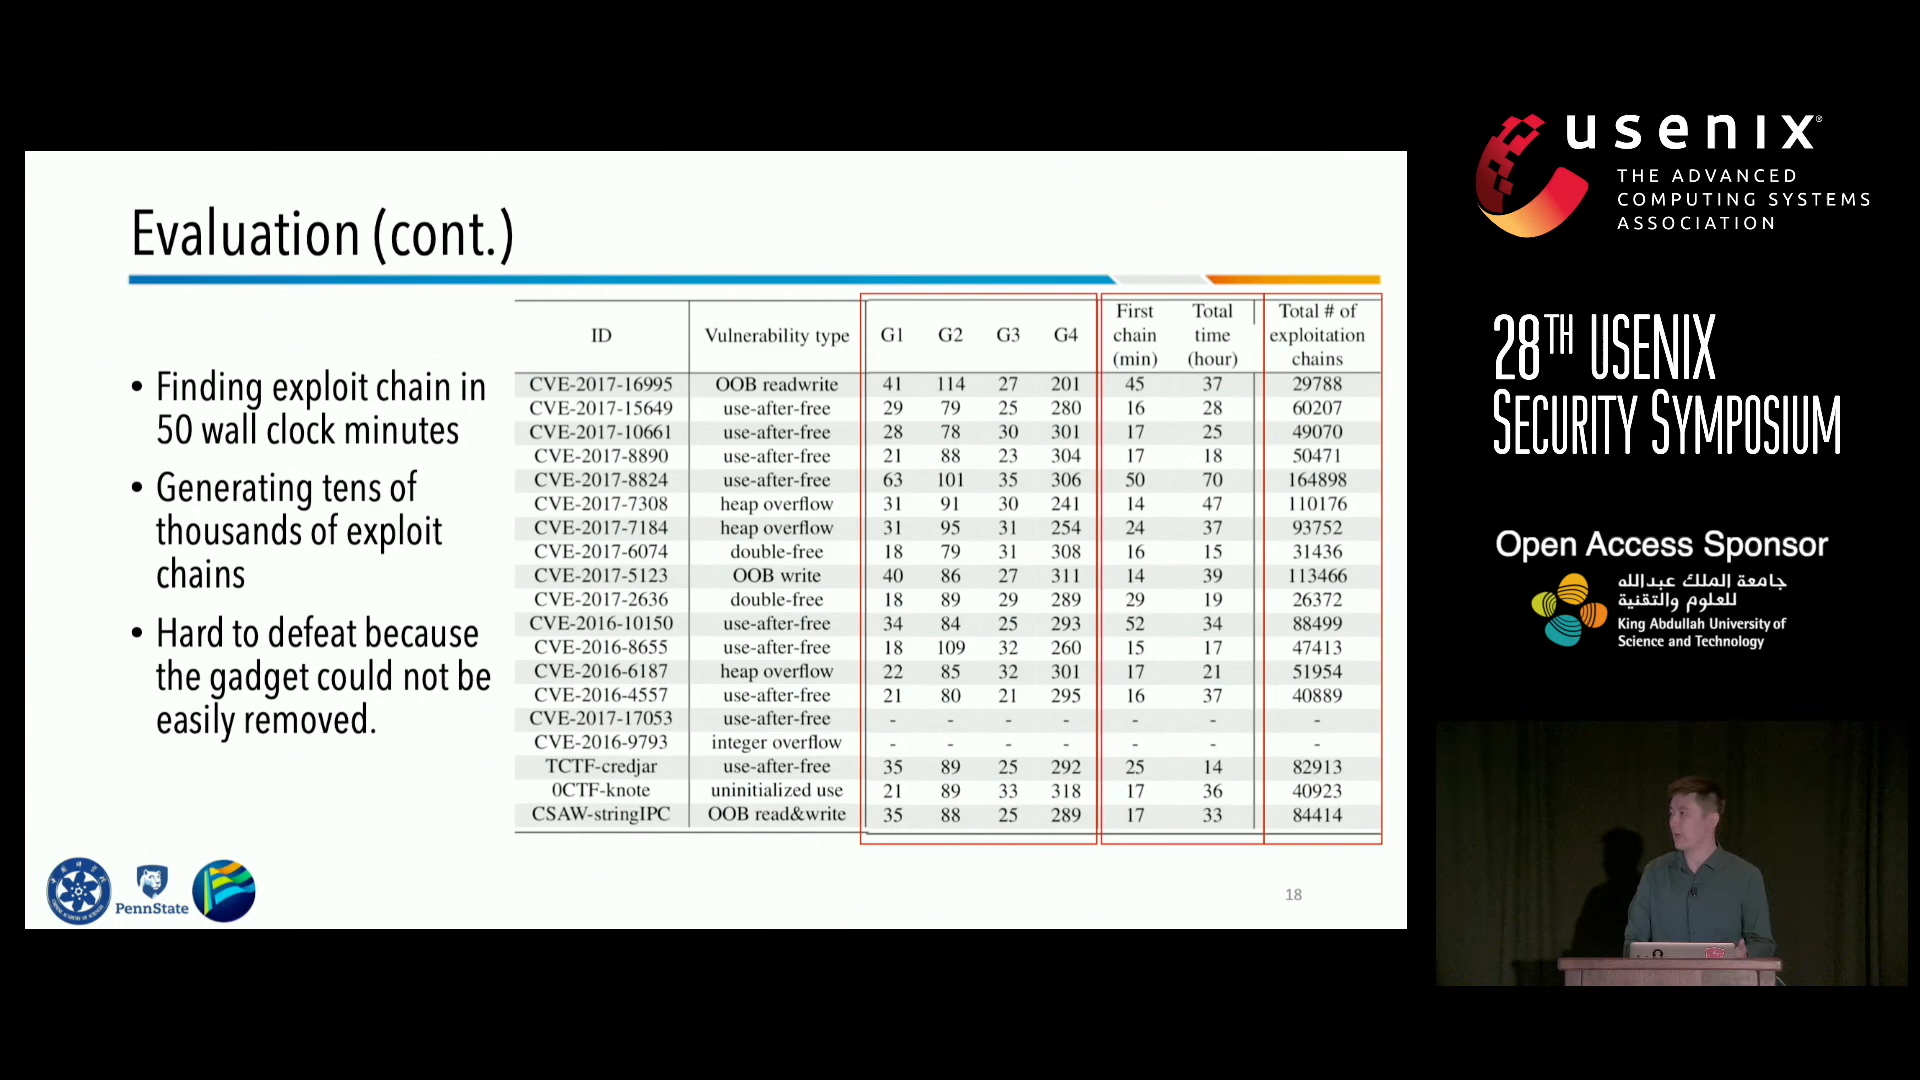 Evaluation (cont.)
• Finding exploit chain in
50 wall clock minutes
• Generating tens of
thousands of exploit
chains
• Hard to defeat because
the gadget could not be
easily removed.
ID Vulnerability type G1 G2 G3 G4 First chain (min) Total time (hour) Total # of exploitation chains
CVE-2017-16995 OOB readwrite 41 114 27 201 45 37 29788
CVE-2017-15649 use-after-free 29 79 25 280 16 28 60207
CVE-2017-10661 use-after-free 28 78 30 301 17 25 49070
CVE-2017-8890 use-after-free 21 88 23 304 17 18 50471
CVE-2017-8824 use-after-free 63 101 35 306 50 70 164898
CVE-2017-7308 heap overflow 31 91 30 241 14 47 110176
CVE-2017-7184 heap overflow 31 95 31 254 24 37 93752
CVE-2017-6074 double-free 18 79 31 308 16 15 31436
CVE-2017-5123 OOB write 40 86 27 311 14 39 113466
CVE-2017-2636 double-free 18 89 29 289 29 19 26372
CVE-2016-10150 use-after-free 34 84 25 293 52 34 88499
CVE-2016-8655 use-after-free 18 109 32 260 15 17 47413
CVE-2016-6187 heap overflow 22 85 32 301 17 21 51954
CVE-2016-4557 use-after-free 21 80 21 295 16 37 40889
CVE-2017-17053 use-after-free - - - - - - -
CVE-2016-9793 integer overflow - - - - - - -
TCTF-credjar use-after-free 35 89 25 292 25 14 82913
0CTF-knote uninitialized use 21 89 33 318 17 36 40923
CSAW-stringIPC OOB read&write 35 88 25 289 17 33 84414
PennState
18
usenix®
THE ADVANCED
COMPUTING SYSTEMS
ASSOCIATION
28TH USENIX
SECURITY SYMPOSIUM
Open Access Sponsor
جامعة الملك عبدالله
للعلوم والتقنية
King Abdullah University of
Science and Technology